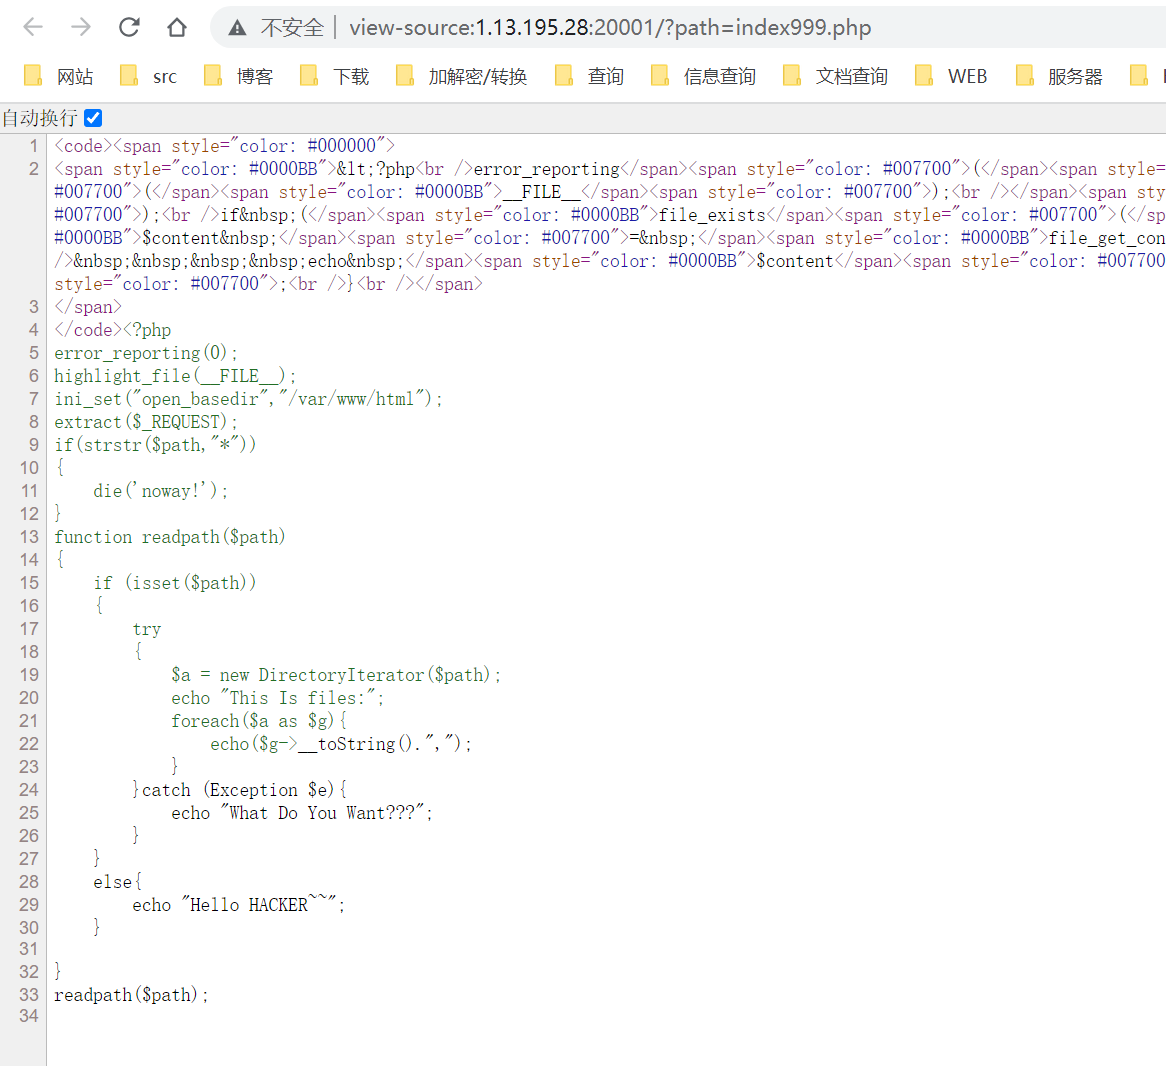 不安全 | view-source:1.13.195.28:20001/?path=index999.php
网站 src 博客 下载 加解密/转换 查询 信息查询 文档查询 WEB 服务器
自动换行
1 <code><span style="color: #000000">
2 <span style="color: #0000BB">&lt;?php<br />error_reporting</span><span style="color: #007700">(</span><span style=
#007700">(</span><span style="color: #0000BB">__FILE__</span><span style="color: #007700">);<br /></span><span sty
#007700">);<br />if&nbsp;(</span><span style="color: #0000BB">file_exists</span><span style="color: #007700">(</sp
#0000BB">$content&nbsp;</span><span style="color: #007700">=&nbsp;</span><span style="color: #0000BB">file_get_con
/>&nbsp;&nbsp;&nbsp;&nbsp;echo&nbsp;</span><span style="color: #0000BB">$content</span><span style="color: #007700
style="color: #007700">;<br />}<br /></span>
3 </span>
4 </code><?php
5 error_reporting(0);
6 highlight_file(__FILE__);
7 ini_set("open_basedir","/var/www/html");
8 extract($_REQUEST);
9 if(strstr($path,"*"))
10 {
11 die('noway!');
12 }
13 function readpath($path)
14 {
15 if (isset($path))
16 {
17 try
18 {
19 $a = new DirectoryIterator($path);
20 echo "This Is files:";
21 foreach($a as $g){
22 echo($g->__toString().",");
23 }
24 }catch (Exception $e){
25 echo "What Do You Want???";
26 }
27 }
28 else{
29 echo "Hello HACKER~~";
30 }
31
32 }
33 readpath($path);
34